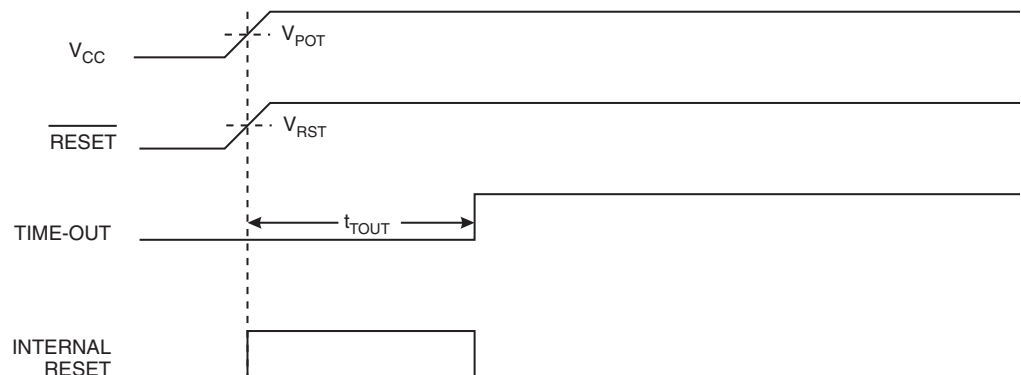 V_CC
V_POT
RESET
V_RST
TIME-OUT
t_TOUT
INTERNAL
RESET